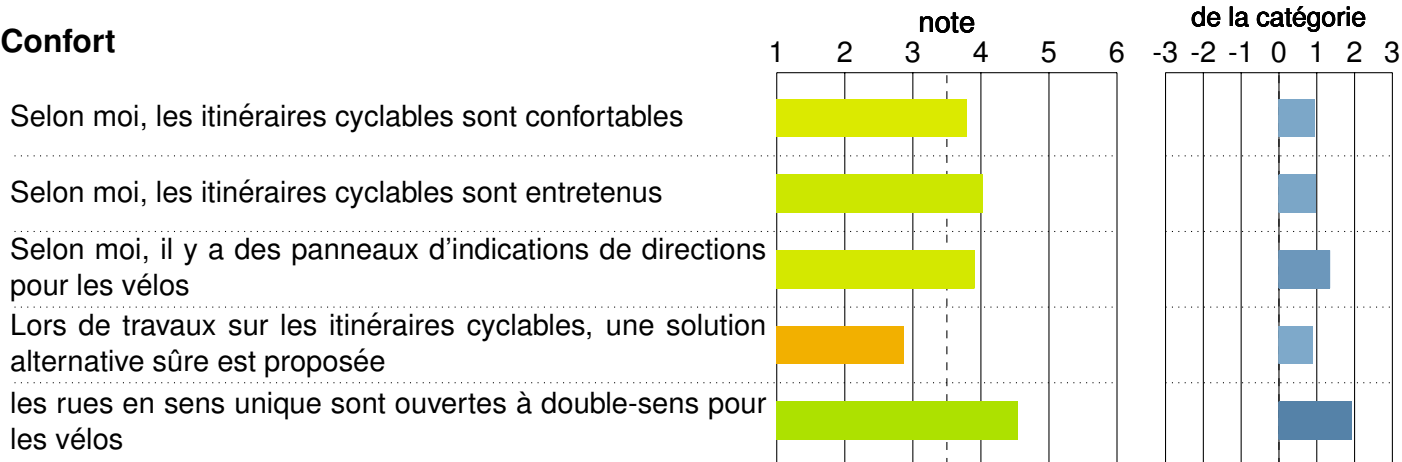 note
de la catégorie
Confort
1 2 3 4 5 6
-3 -2 -1 0 1 2 3
Selon moi, les itinéraires cyclables sont confortables
Selon moi, les itinéraires cyclables sont entretenus
Selon moi, il y a des panneaux d'indications de directions
pour les vélos
Lors de travaux sur les itinéraires cyclables, une solution
alternative sûre est proposée
les rues en sens unique sont ouvertes à double-sens pour
les vélos